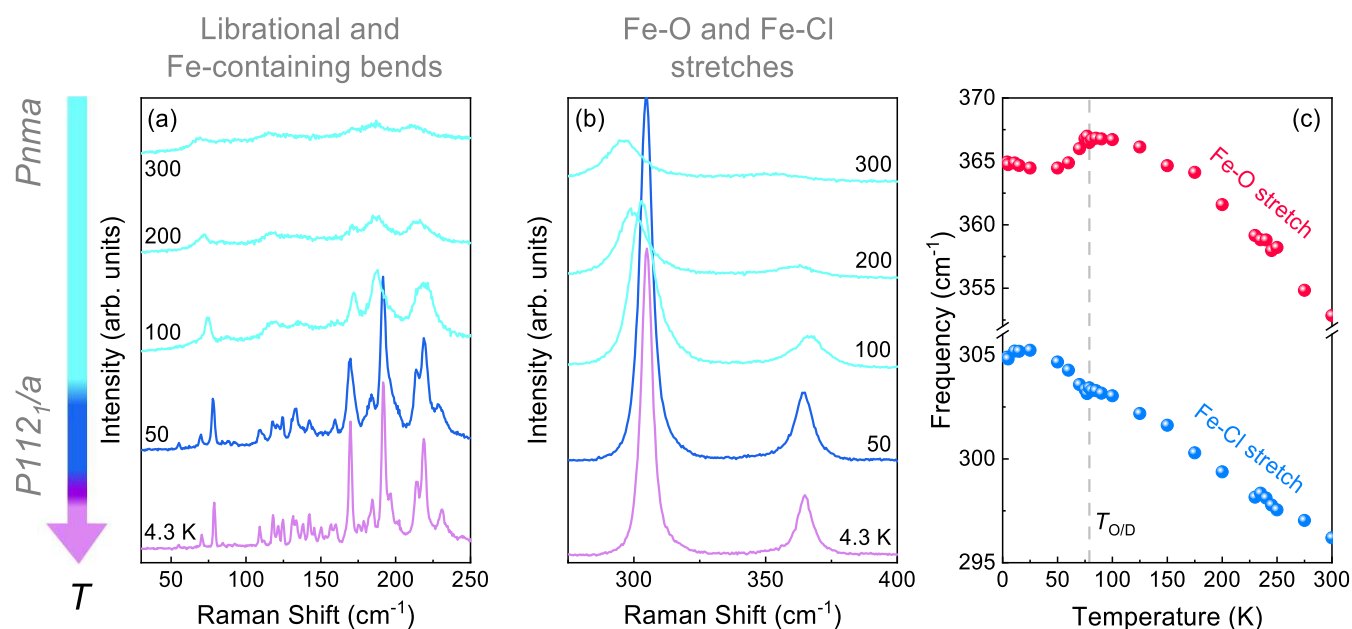 Librational and
Fe-containing bends
Fe-O and Fe-Cl
stretches
Pnma
P112₁/a
T
(a)
300
200
100
50
4.3 K
Intensity (arb. units)
50 100 150 200 250
Raman Shift (cm⁻¹)
(b)
300
200
100
50
4.3 K
Intensity (arb. units)
300 350 400
Raman Shift (cm⁻¹)
(c)
370
365
360
355
305
300
295
Frequency (cm⁻¹)
Fe-O stretch
Fe-Cl stretch
T_O/D
0 50 100 150 200 250 300
Temperature (K)